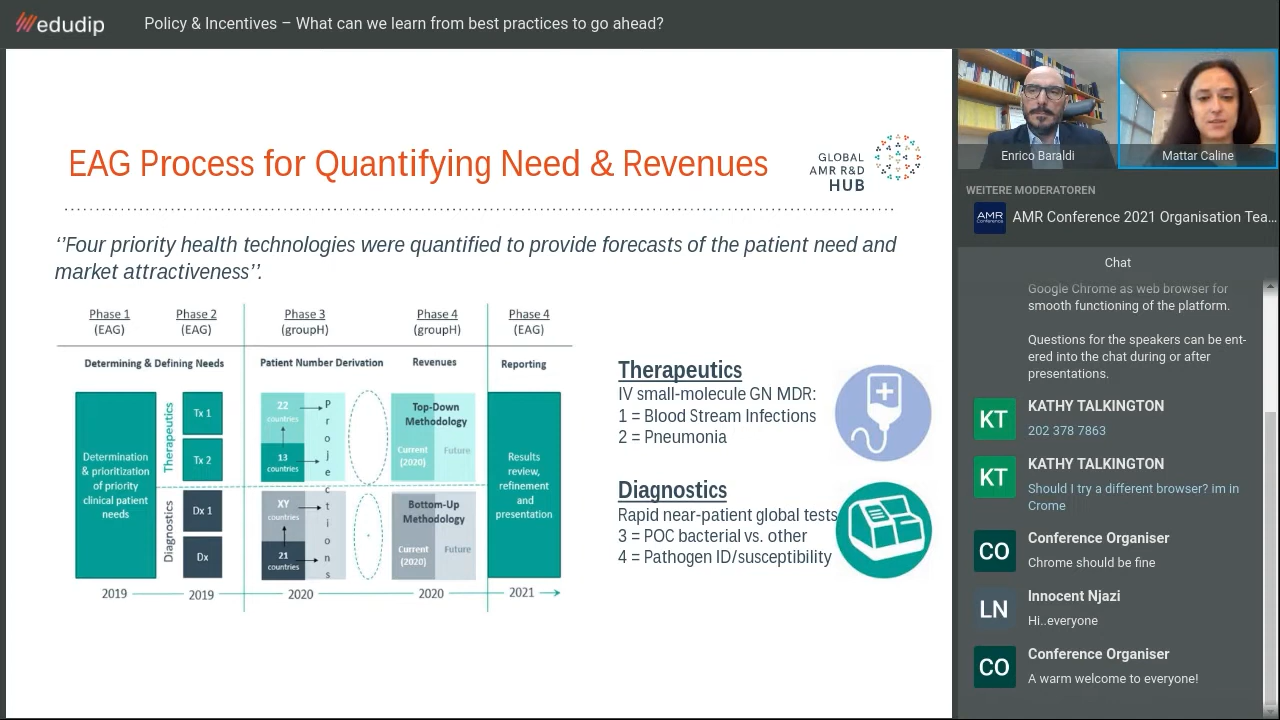 edudip
Policy & Incentives – What can we learn from best practices to go ahead?
EAG Process for Quantifying Need & Revenues
GLOBAL
AMR R&D
HUB
‘’Four priority health technologies were quantified to provide forecasts of the patient need and
market attractiveness’’.
Phase 1
(EAG)
Phase 2
(EAG)
Phase 3
(groupH)
Phase 4
(groupH)
Phase 4
(EAG)
Determining & Defining Needs
Patient Number Derivation
Revenues
Reporting
Determination
& prioritization
of priority
clinical patient
needs
Therapeutics
Tx 1
Tx 2
Diagnostics
Dx 1
Dx
22
countries
13
countries
XY
countries
21
countries
Projections
Top-Down
Methodology
Current
(2020)
Future
Bottom-Up
Methodology
Current
(2020)
Future
Results
review,
refinement
and
presentation
2019
2019
2020
2020
2021
Therapeutics
IV small-molecule GN MDR:
1 = Blood Stream Infections
2 = Pneumonia
Diagnostics
Rapid near-patient global tests
3 = POC bacterial vs. other
4 = Pathogen ID/susceptibility
Enrico Baraldi
Mattar Caline
WEITERE MODERATOREN
AMR
Conference
AMR Conference 2021 Organisation Tea...
Chat
Google Chrome as web browser for
smooth functioning of the platform.
Questions for the speakers can be ent-
ered into the chat during or after
presentations.
KT
KATHY TALKINGTON
202 378 7863
KT
KATHY TALKINGTON
Should I try a different browser? im in
Crome
CO
Conference Organiser
Chrome should be fine
LN
Innocent Njazi
Hi..everyone
CO
Conference Organiser
A warm welcome to everyone!